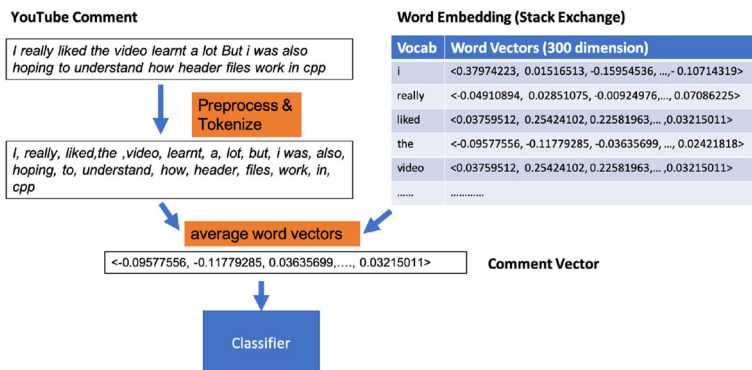 YouTube Comment
I really liked the video learnt a lot But i was also
hoping to understand how header files work in cpp
Preprocess &
Tokenize
I, really, liked,the ,video, learnt, a, lot, but, i was, also,
hoping, to, understand, how, header, files, work, in,
cpp
Word Embedding (Stack Exchange)
Vocab Word Vectors (300 dimension)
i <0.37974223, 0.01516513, -0.15954536, ...,- 0.10714319>
really <-0.04910894, 0.02851075, -0.00924976,..., 0.07086225>
liked <0.03759512, 0.25424102, 0.22581963,... ,0.03215011>
the <-0.09577556, -0.11779285, -0.03635699, ..., 0.02421818>
video <0.03759512, 0.25424102, 0.22581963,... ,0.03215011>
...... ............
average word vectors
<-0.09577556, -0.11779285, 0.03635699,...., 0.03215011>
Comment Vector
Classifier